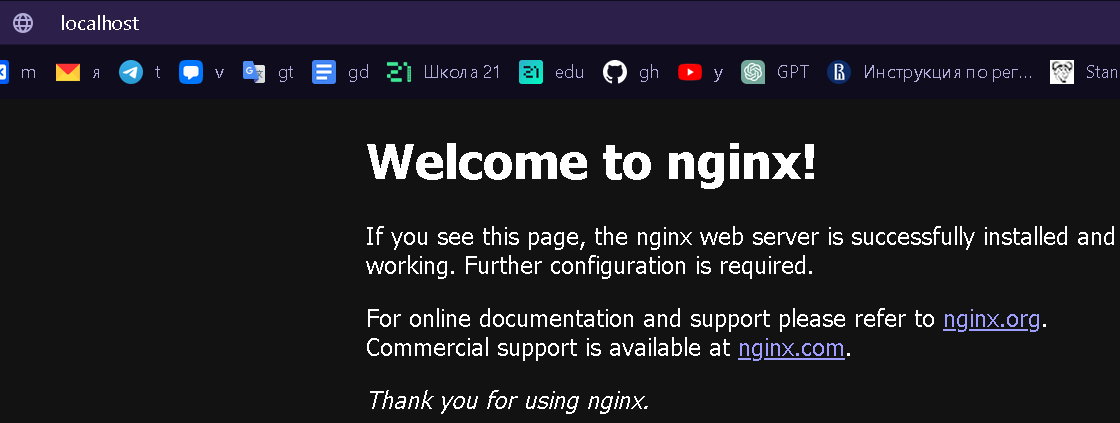 localhost
m я t v gt gd Школа 21 edu gh y GPT Инструкция по рег... Stan
Welcome to nginx!
If you see this page, the nginx web server is successfully installed and
working. Further configuration is required.
For online documentation and support please refer to nginx.org.
Commercial support is available at nginx.com.
Thank you for using nginx.